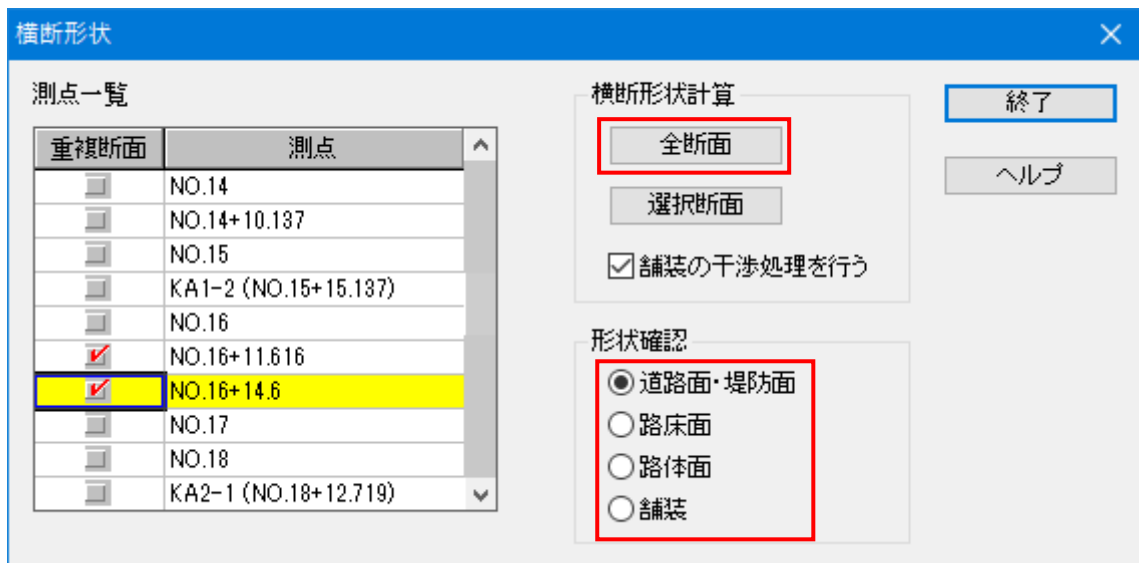 横断形状
測点一覧
重複断面 測点
NO.14
NO.14+10.137
NO.15
KA1-2 (NO.15+15.137)
NO.16
NO.16+11.616
NO.16+14.6
NO.17
NO.18
KA2-1 (NO.18+12.719)
横断形状計算
全断面
選択断面
舗装の干渉処理を行う
形状確認
道路面・堤防面
路床面
路体面
舗装
終了
ヘルプ